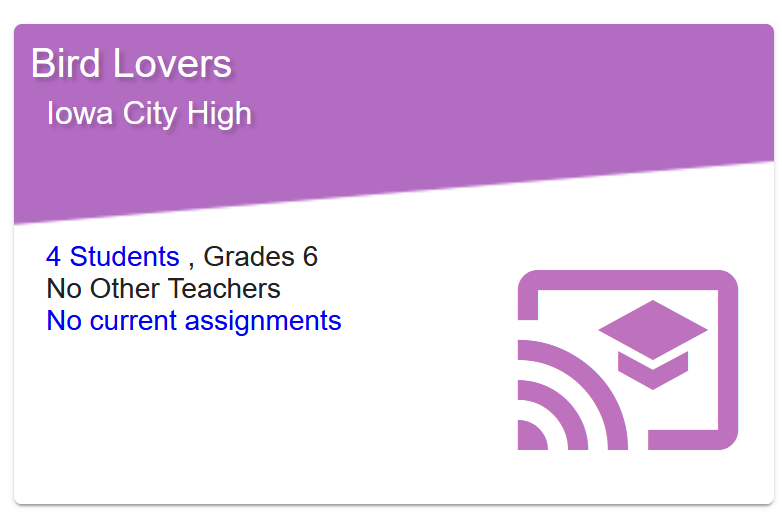 Bird Lovers
Iowa City High
4 Students , Grades 6
No Other Teachers
No current assignments